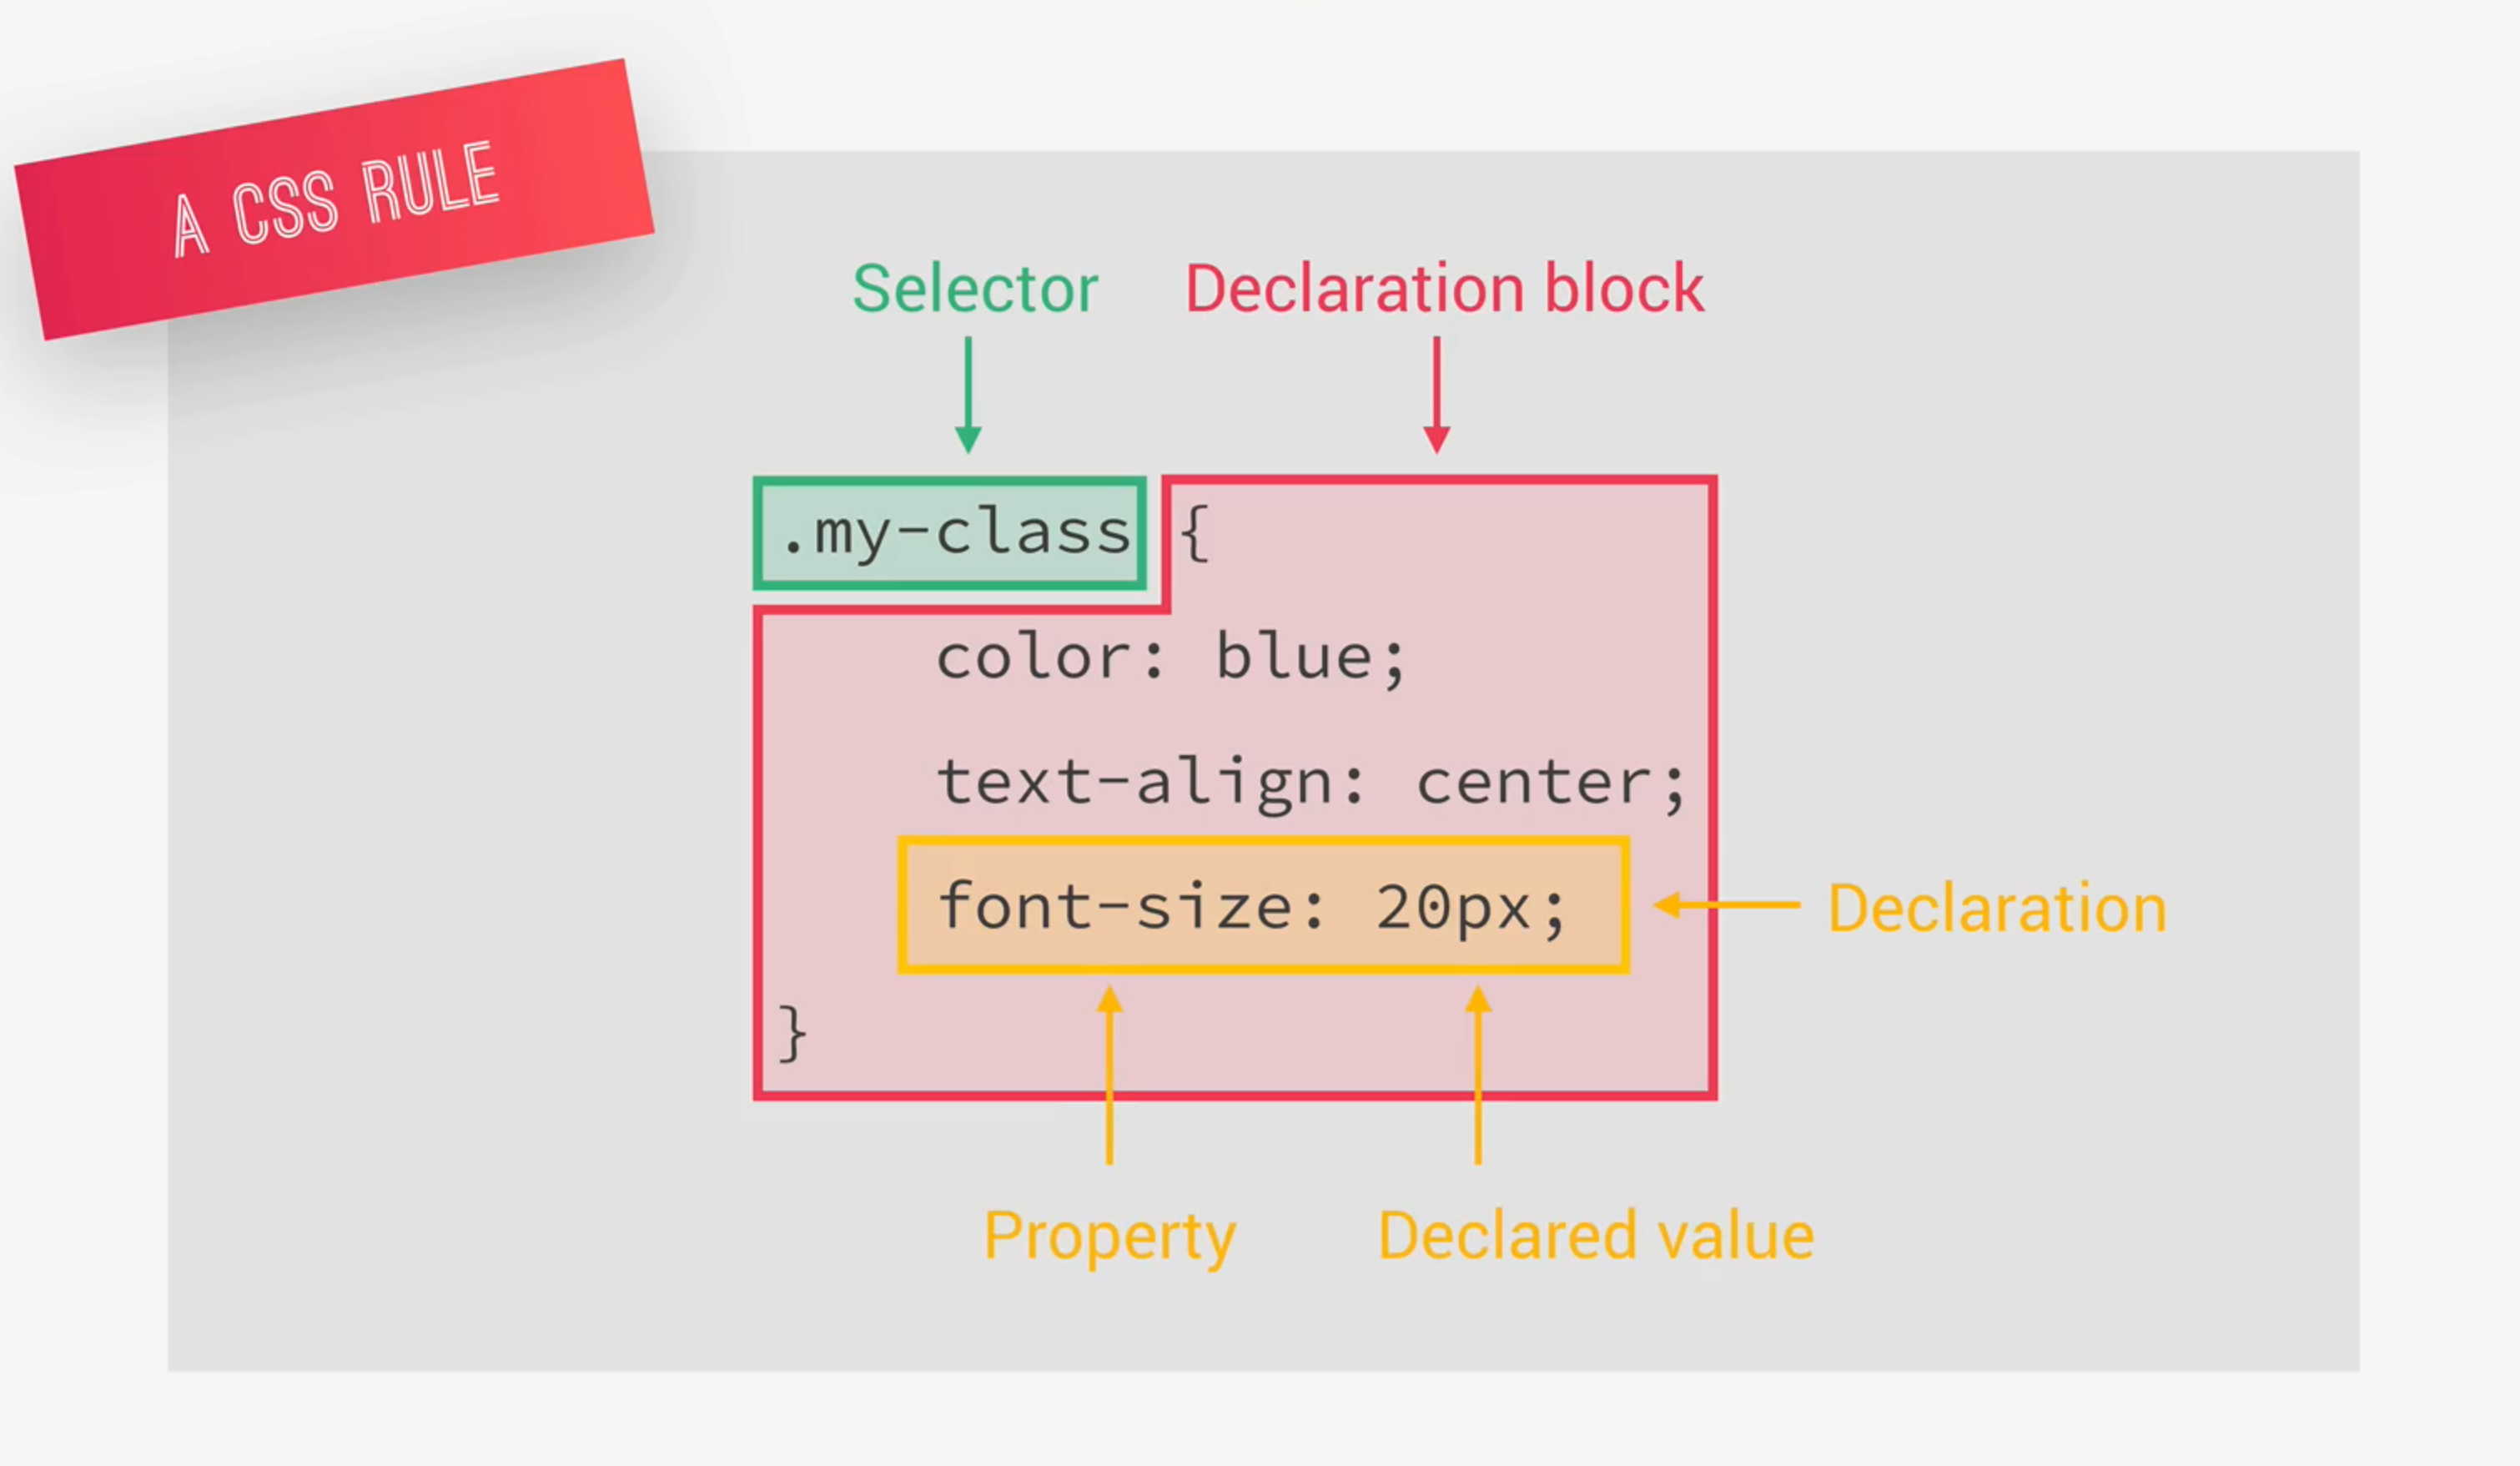 A CSS RULE
Selector
Declaration block
.my-class {
color: blue;
text-align: center;
font-size: 20px;
Declaration
}
Property
Declared value